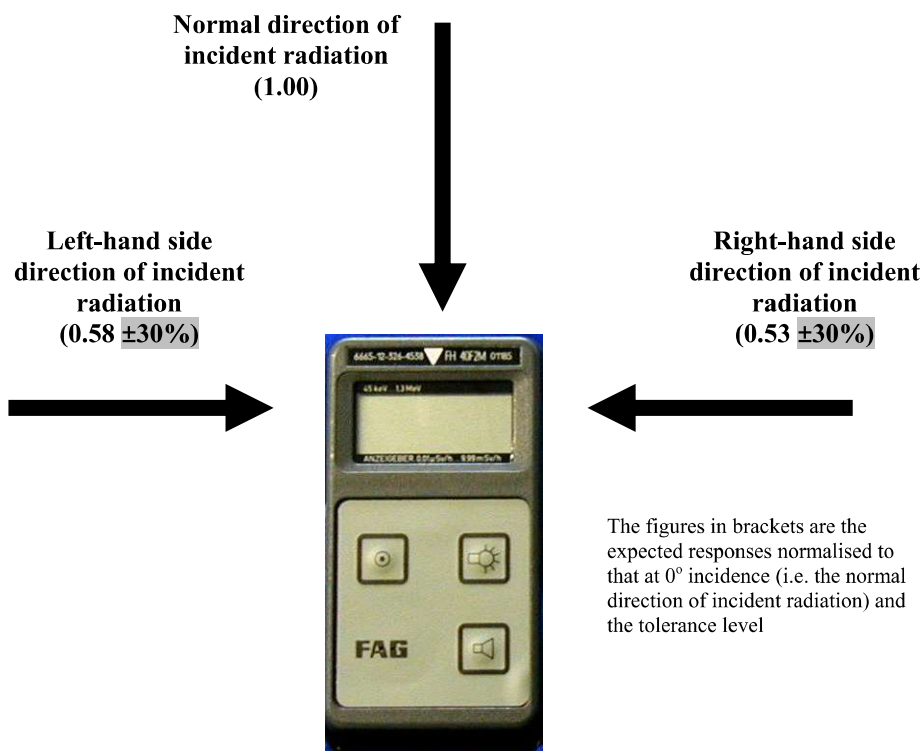 Normal direction of
incident radiation
(1.00)
Left-hand side
direction of incident
radiation
(0.58 ±30%)
Right-hand side
direction of incident
radiation
(0.53 ±30%)
6665-12-326-4538 FH 40F2M 01185
45 keV...1.3 MeV
ANZEIGEBER. 0.01µSv/h 9.99mSv/h
FAG
The figures in brackets are the
expected responses normalised to
that at 0° incidence (i.e. the normal
direction of incident radiation) and
the tolerance level